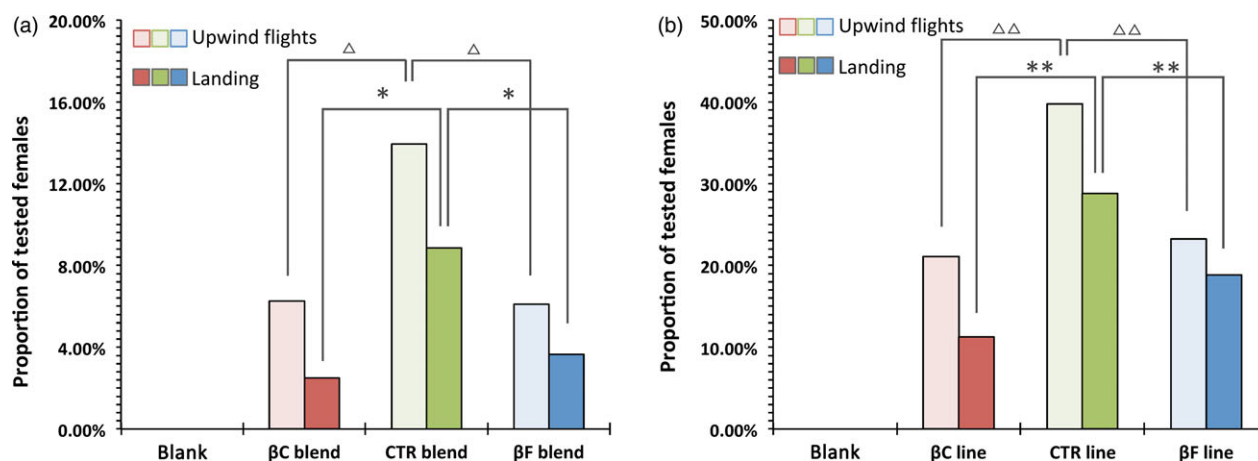 (a)
20.00%
16.00%
12.00%
8.00%
4.00%
0.00%
Proportion of tested females
Upwind flights
Landing
△ △
* *
Blank βC blend CTR blend βF blend
(b)
50.00%
40.00%
30.00%
20.00%
10.00%
0.00%
Proportion of tested females
Upwind flights
Landing
△△ △△
** **
Blank βC line CTR line βF line